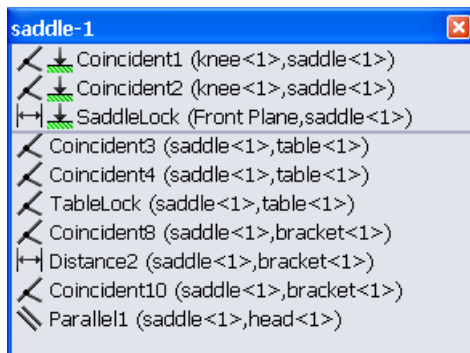 saddle-1
Coincident1 (knee<1>,saddle<1>)
Coincident2 (knee<1>,saddle<1>)
SaddleLock (Front Plane,saddle<1>)
Coincident3 (saddle<1>,table<1>)
Coincident4 (saddle<1>,table<1>)
TableLock (saddle<1>,table<1>)
Coincident8 (saddle<1>,bracket<1>)
Distance2 (saddle<1>,bracket<1>)
Coincident10 (saddle<1>,bracket<1>)
Parallel1 (saddle<1>,head<1>)